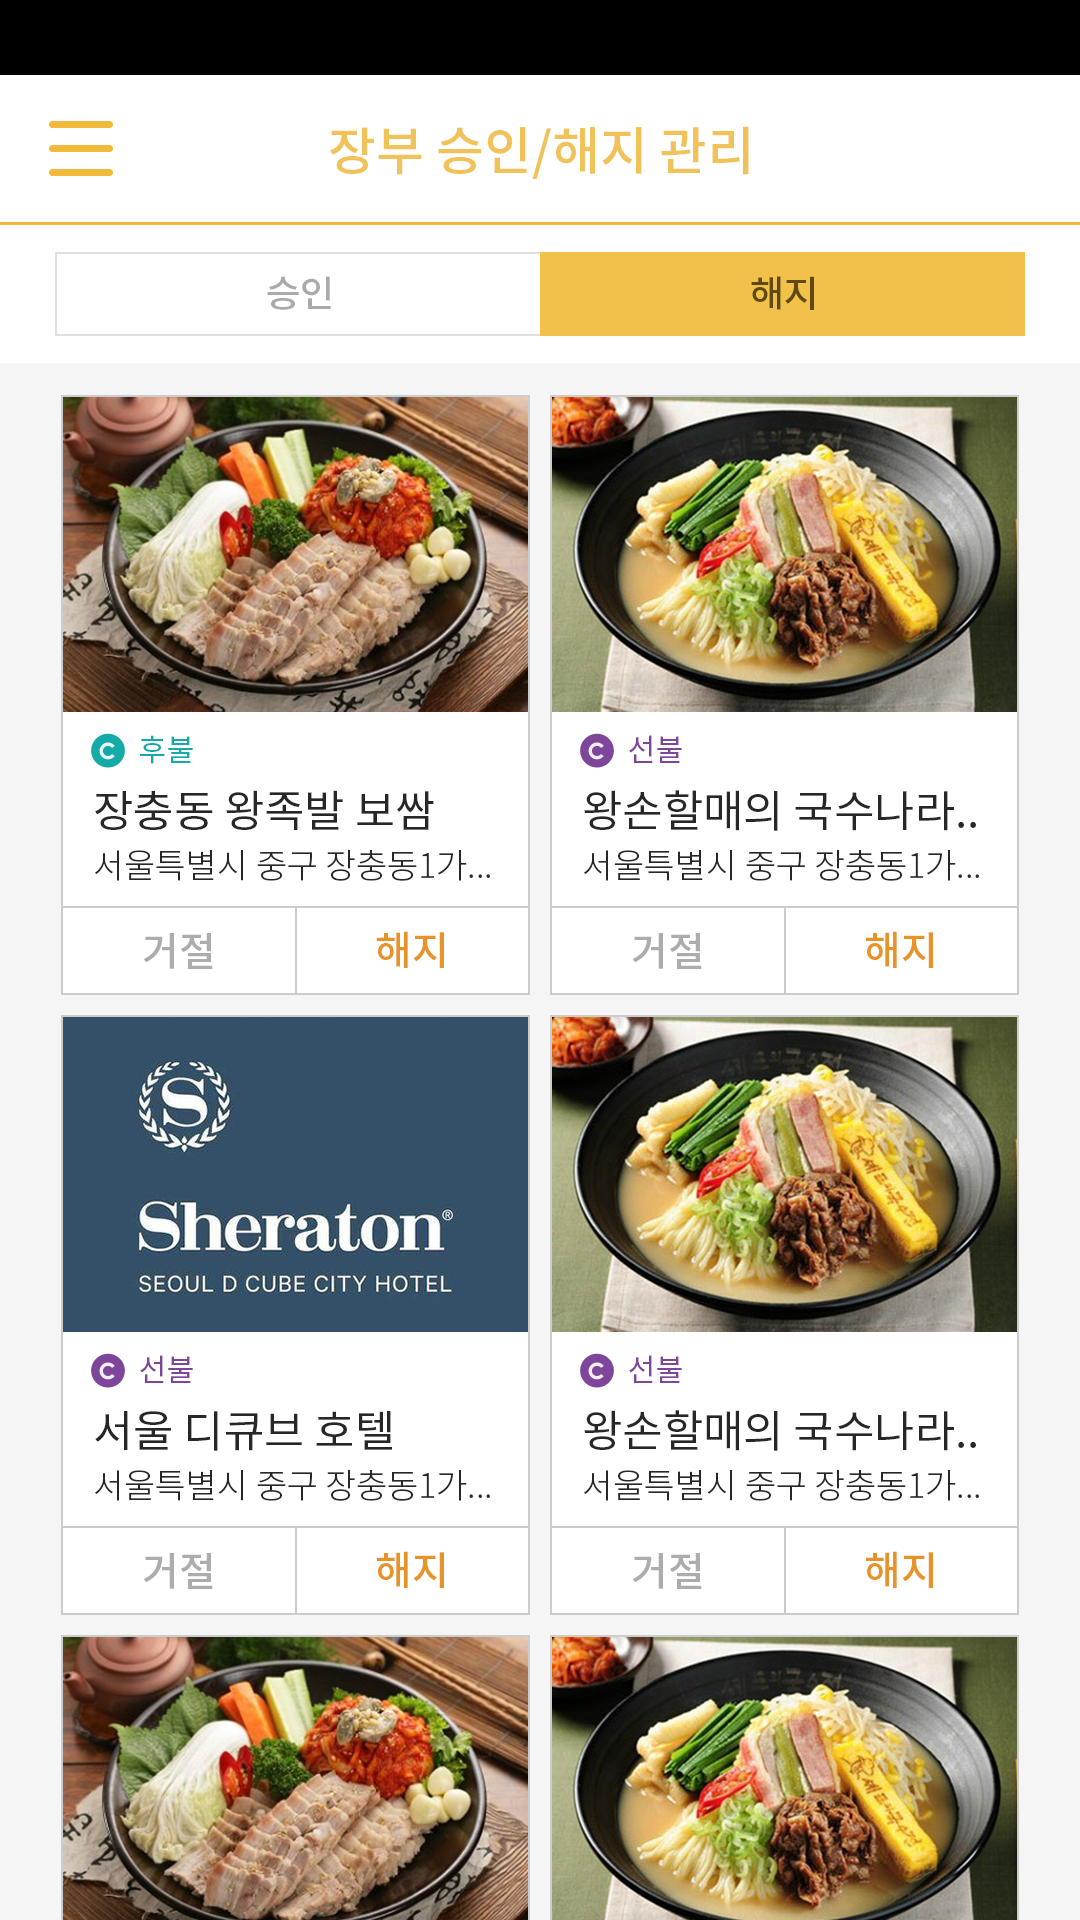 장부 승인/해지 관리
승인
해지
후불
장충동 왕족발 보쌈
서울특별시 중구 장충동1가...
거절
해지
선불
왕손할매의 국수나라..
서울특별시 중구 장충동1가...
거절
해지
S
Sheraton®
SEOUL D CUBE CITY HOTEL
선불
서울 디큐브 호텔
서울특별시 중구 장충동1가...
거절
해지
선불
왕손할매의 국수나라..
서울특별시 중구 장충동1가...
거절
해지